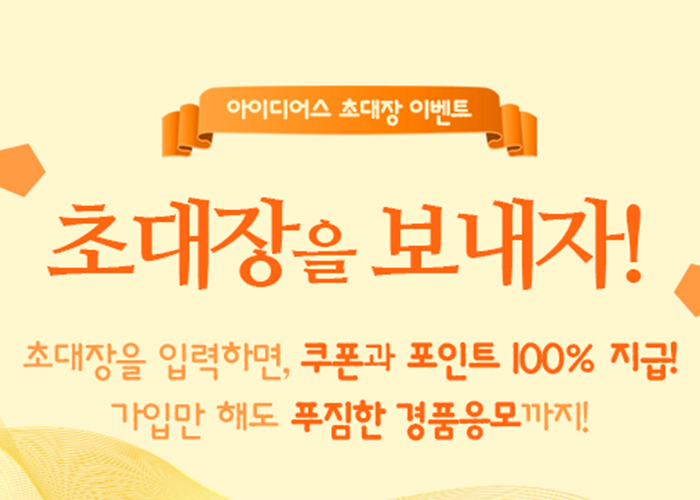 아이디어스 초대장 이벤트
초대장을 보내자!
초대장을 입력하면, 쿠폰과 포인트 100% 지급!
가입만 해도 푸짐한 경품응모까지!